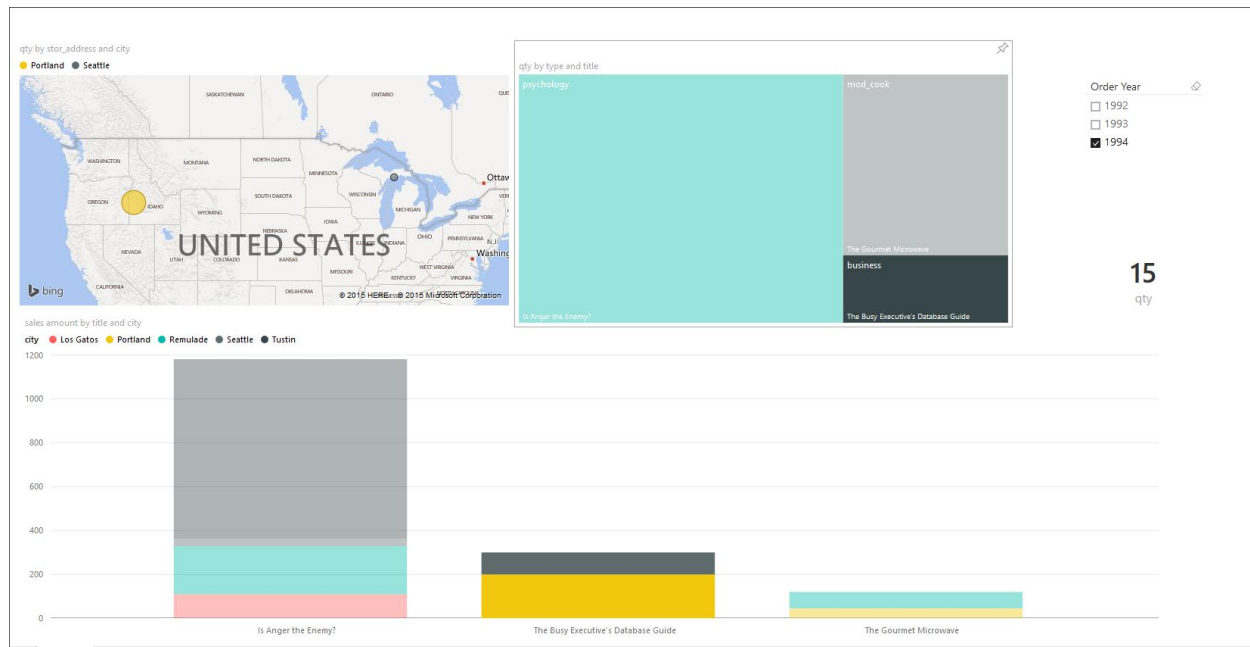 qty by stor_address and city
Portland Seattle
SASKATCHEWAN
ONTARIO
WASHINGTON
MONTANA
NORTH DAKOTA
MINNESOTA
OREGON
IDAHO
SOUTH DAKOTA
WISCONSIN
MICHIGAN
WYOMING
IOWA
NEW YORK
NEBRASKA
UNITED STATES
NEVADA
UTAH
COLORADO
KANSAS
INDIANA
OHIO
PENNSYLVANIA
N.J.
MISSOURI
WEST VIRGINIA
KENTUCKY
VIRGINIA
CALIFORNIA
OKLAHOMA
bing
© 2015 HERE © 2015 Microsoft Corporation
qty by type and title
psychology
mod_cook
The Gourmet Microwave
business
Is Anger the Enemy?
The Busy Executive's Database Guide
Order Year
1992
1993
1994
15
qty
sales amount by title and city
city Los Gatos Portland Remulade Seattle Tustin
1200
1000
800
600
400
200
0
Is Anger the Enemy?
The Busy Executive's Database Guide
The Gourmet Microwave